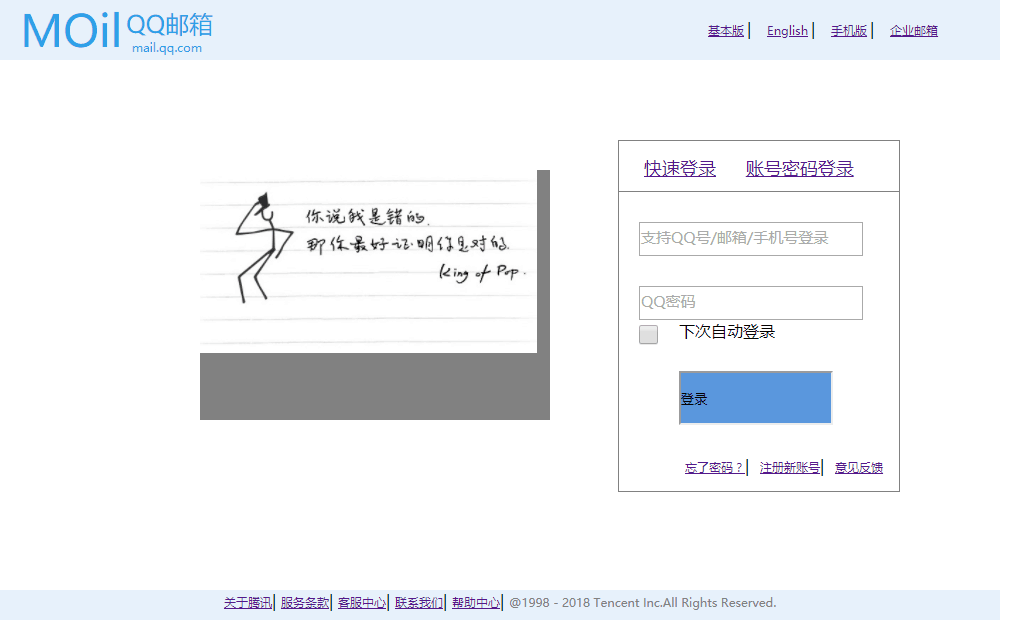 MOil QQ邮箱
mail.qq.com
基本版| English| 手机版| 企业邮箱
你说我是错的.
那你最好证明你是对的.
King of Pop.
快速登录 账号密码登录
支持QQ号/邮箱/手机号登录
QQ密码
下次自动登录
登录
忘了密码？| 注册新账号| 意见反馈
关于腾讯| 服务条款| 客服中心| 联系我们| 帮助中心| @1998 - 2018 Tencent Inc.All Rights Reserved.